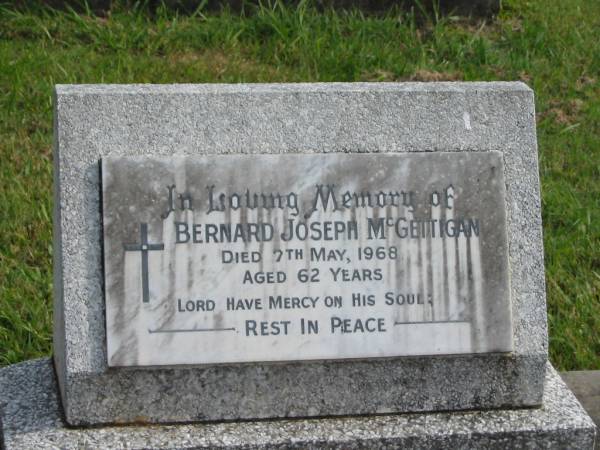 In Loving Memory of
BERNARD JOSEPH McGETTIGAN
DIED 7TH MAY, 1968
AGED 62 YEARS
LORD HAVE MERCY ON HIS SOUL;
REST IN PEACE